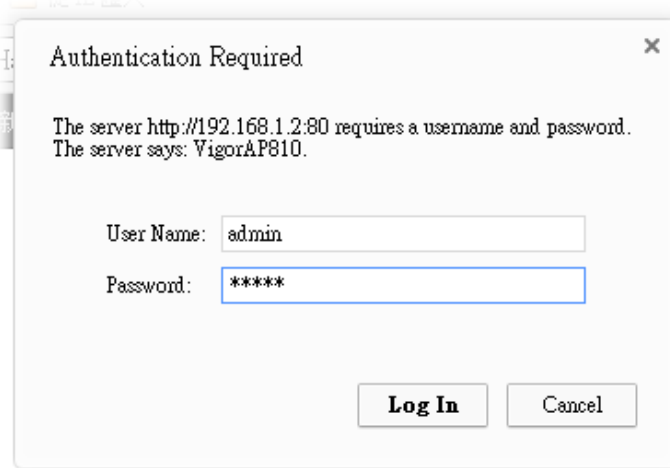 Authentication Required
The server http://192.168.1.2:80 requires a username and password.
The server says: VigorAP810.
User Name: admin
Password: *****
Log In Cancel